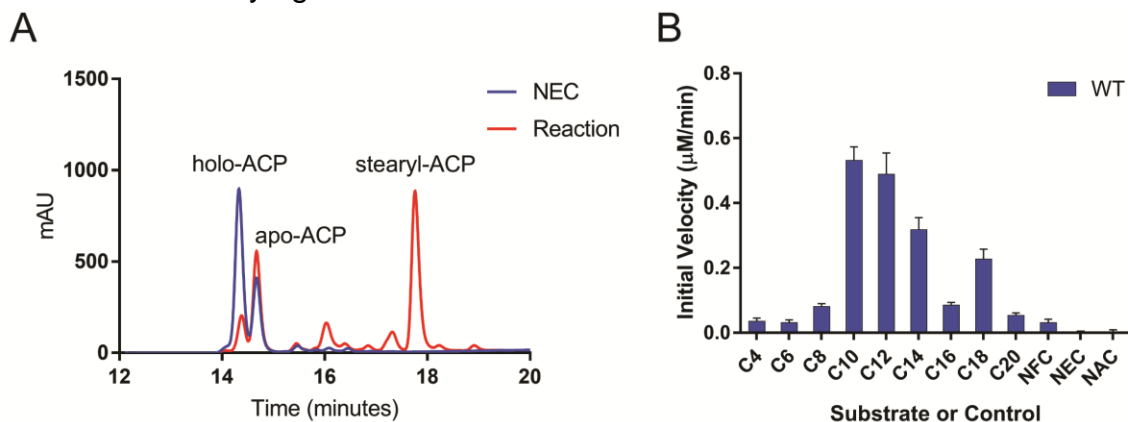 A
1500
1000
500
0
mAU
12
14
16
18
20
Time (minutes)
NEC
Reaction
holo-ACP
stearyl-ACP
apo-ACP
B
0.8
0.6
0.4
0.2
0.0
Initial Velocity (μM/min)
WT
C4
C6
C8
C10
C12
C14
C16
C18
C20
NFC
NEC
NAC
Substrate or Control